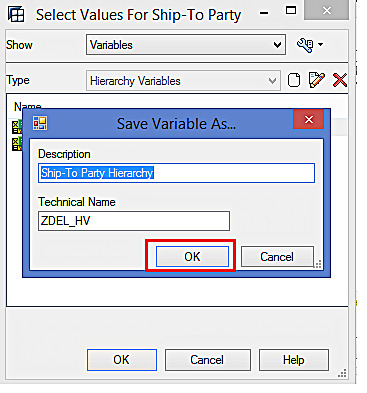 Select Values For Ship-To Party
Show
Variables
Type
Hierarchy Variables
Name
Save Variable As...
Description
Ship-To Party Hierarchy
Technical Name
ZDEL_HV
OK
Cancel
OK
Cancel
Help